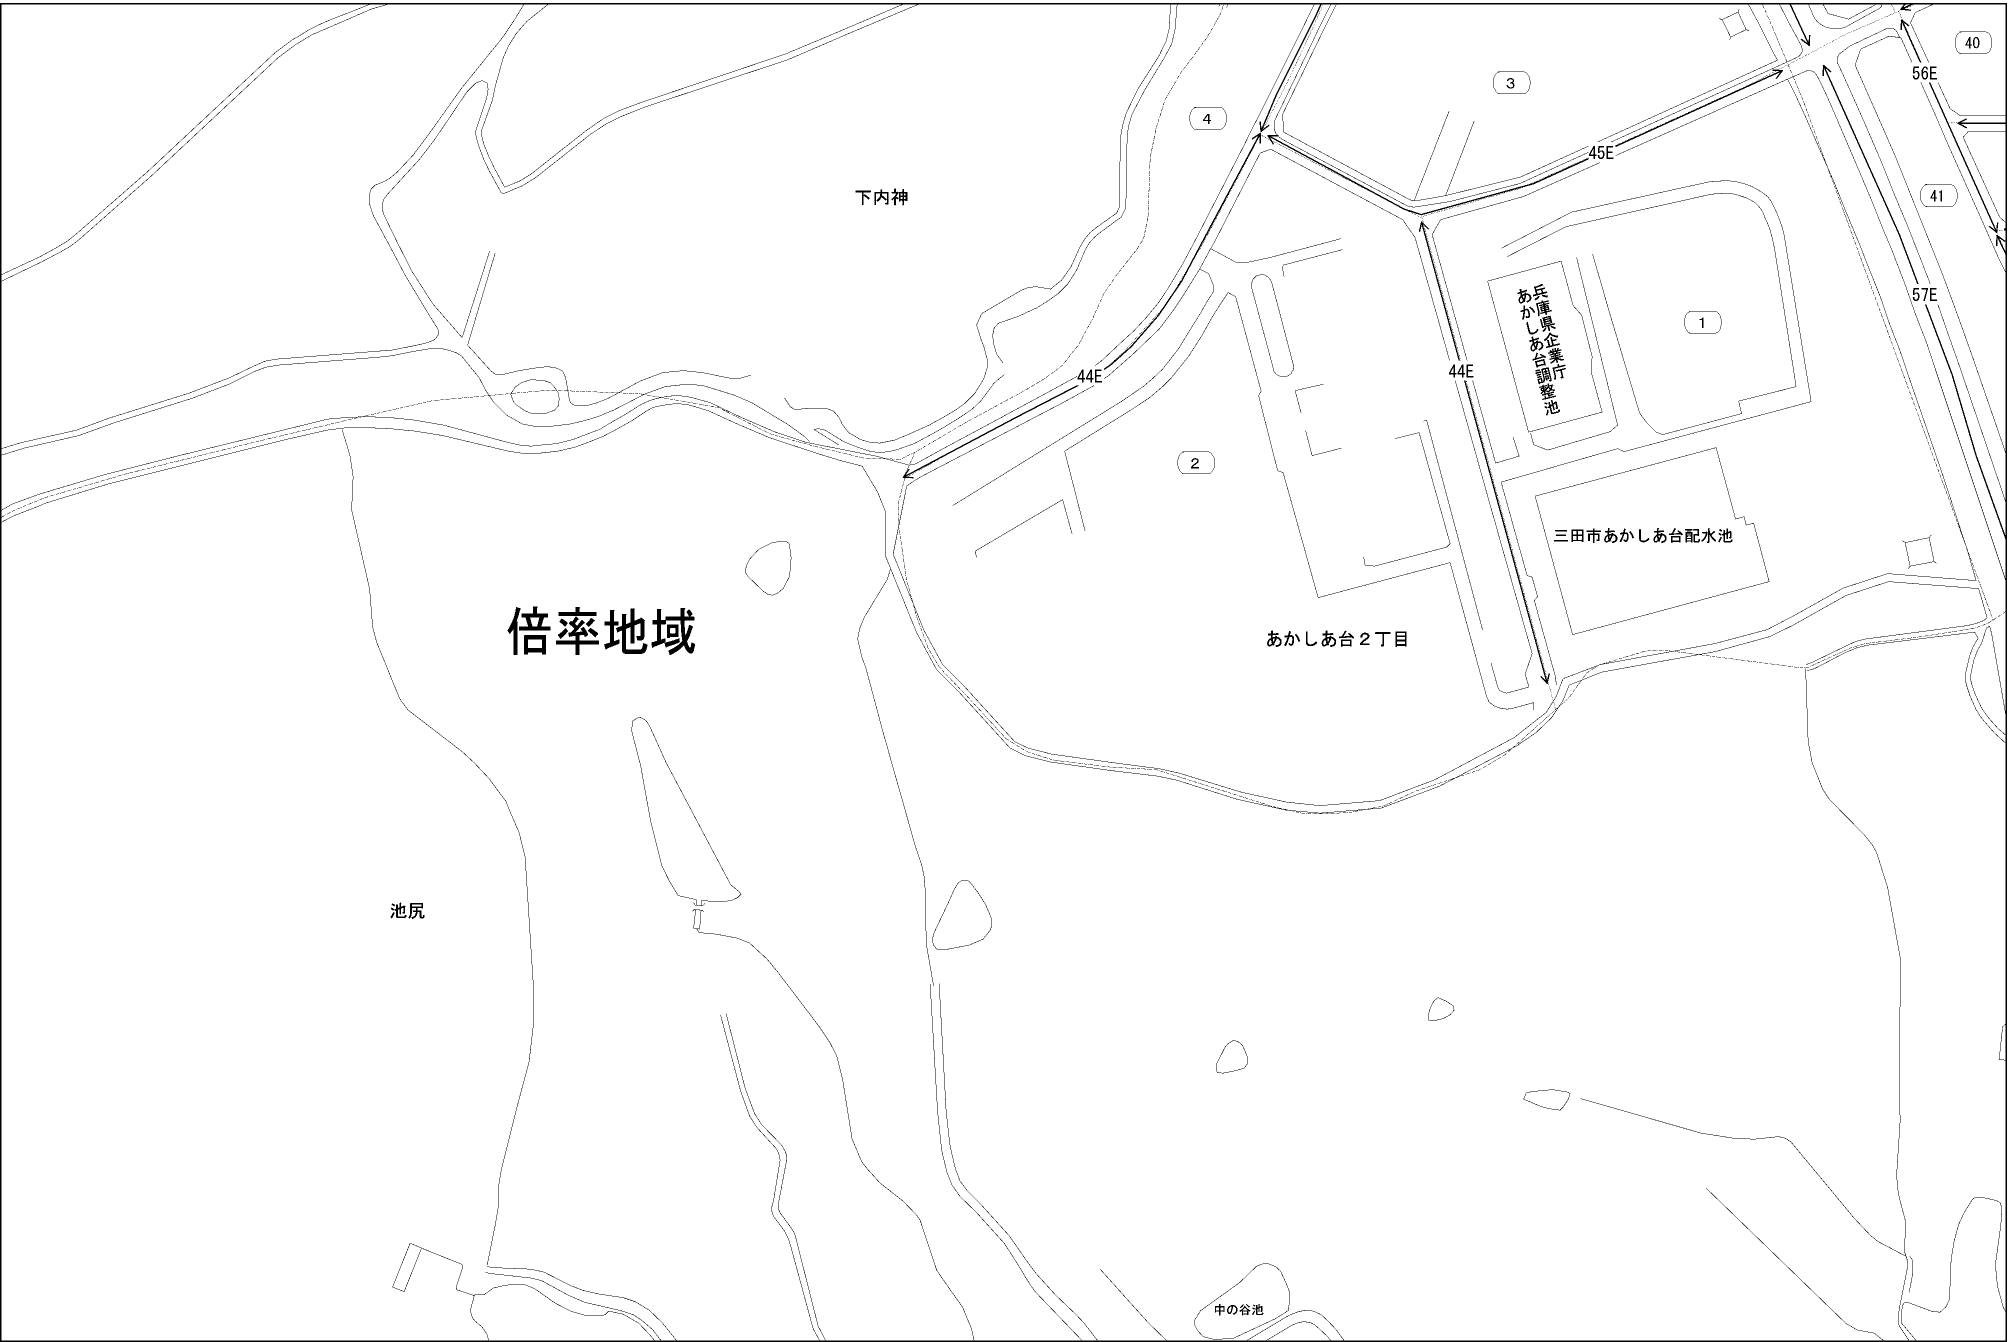 40
56E
3
4
45E
下内神
41
57E
兵庫県企業庁
あかしあ台調整池
1
44E
44E
2
三田市あかしあ台配水池
倍率地域
あかしあ台２丁目
池尻
中の谷池